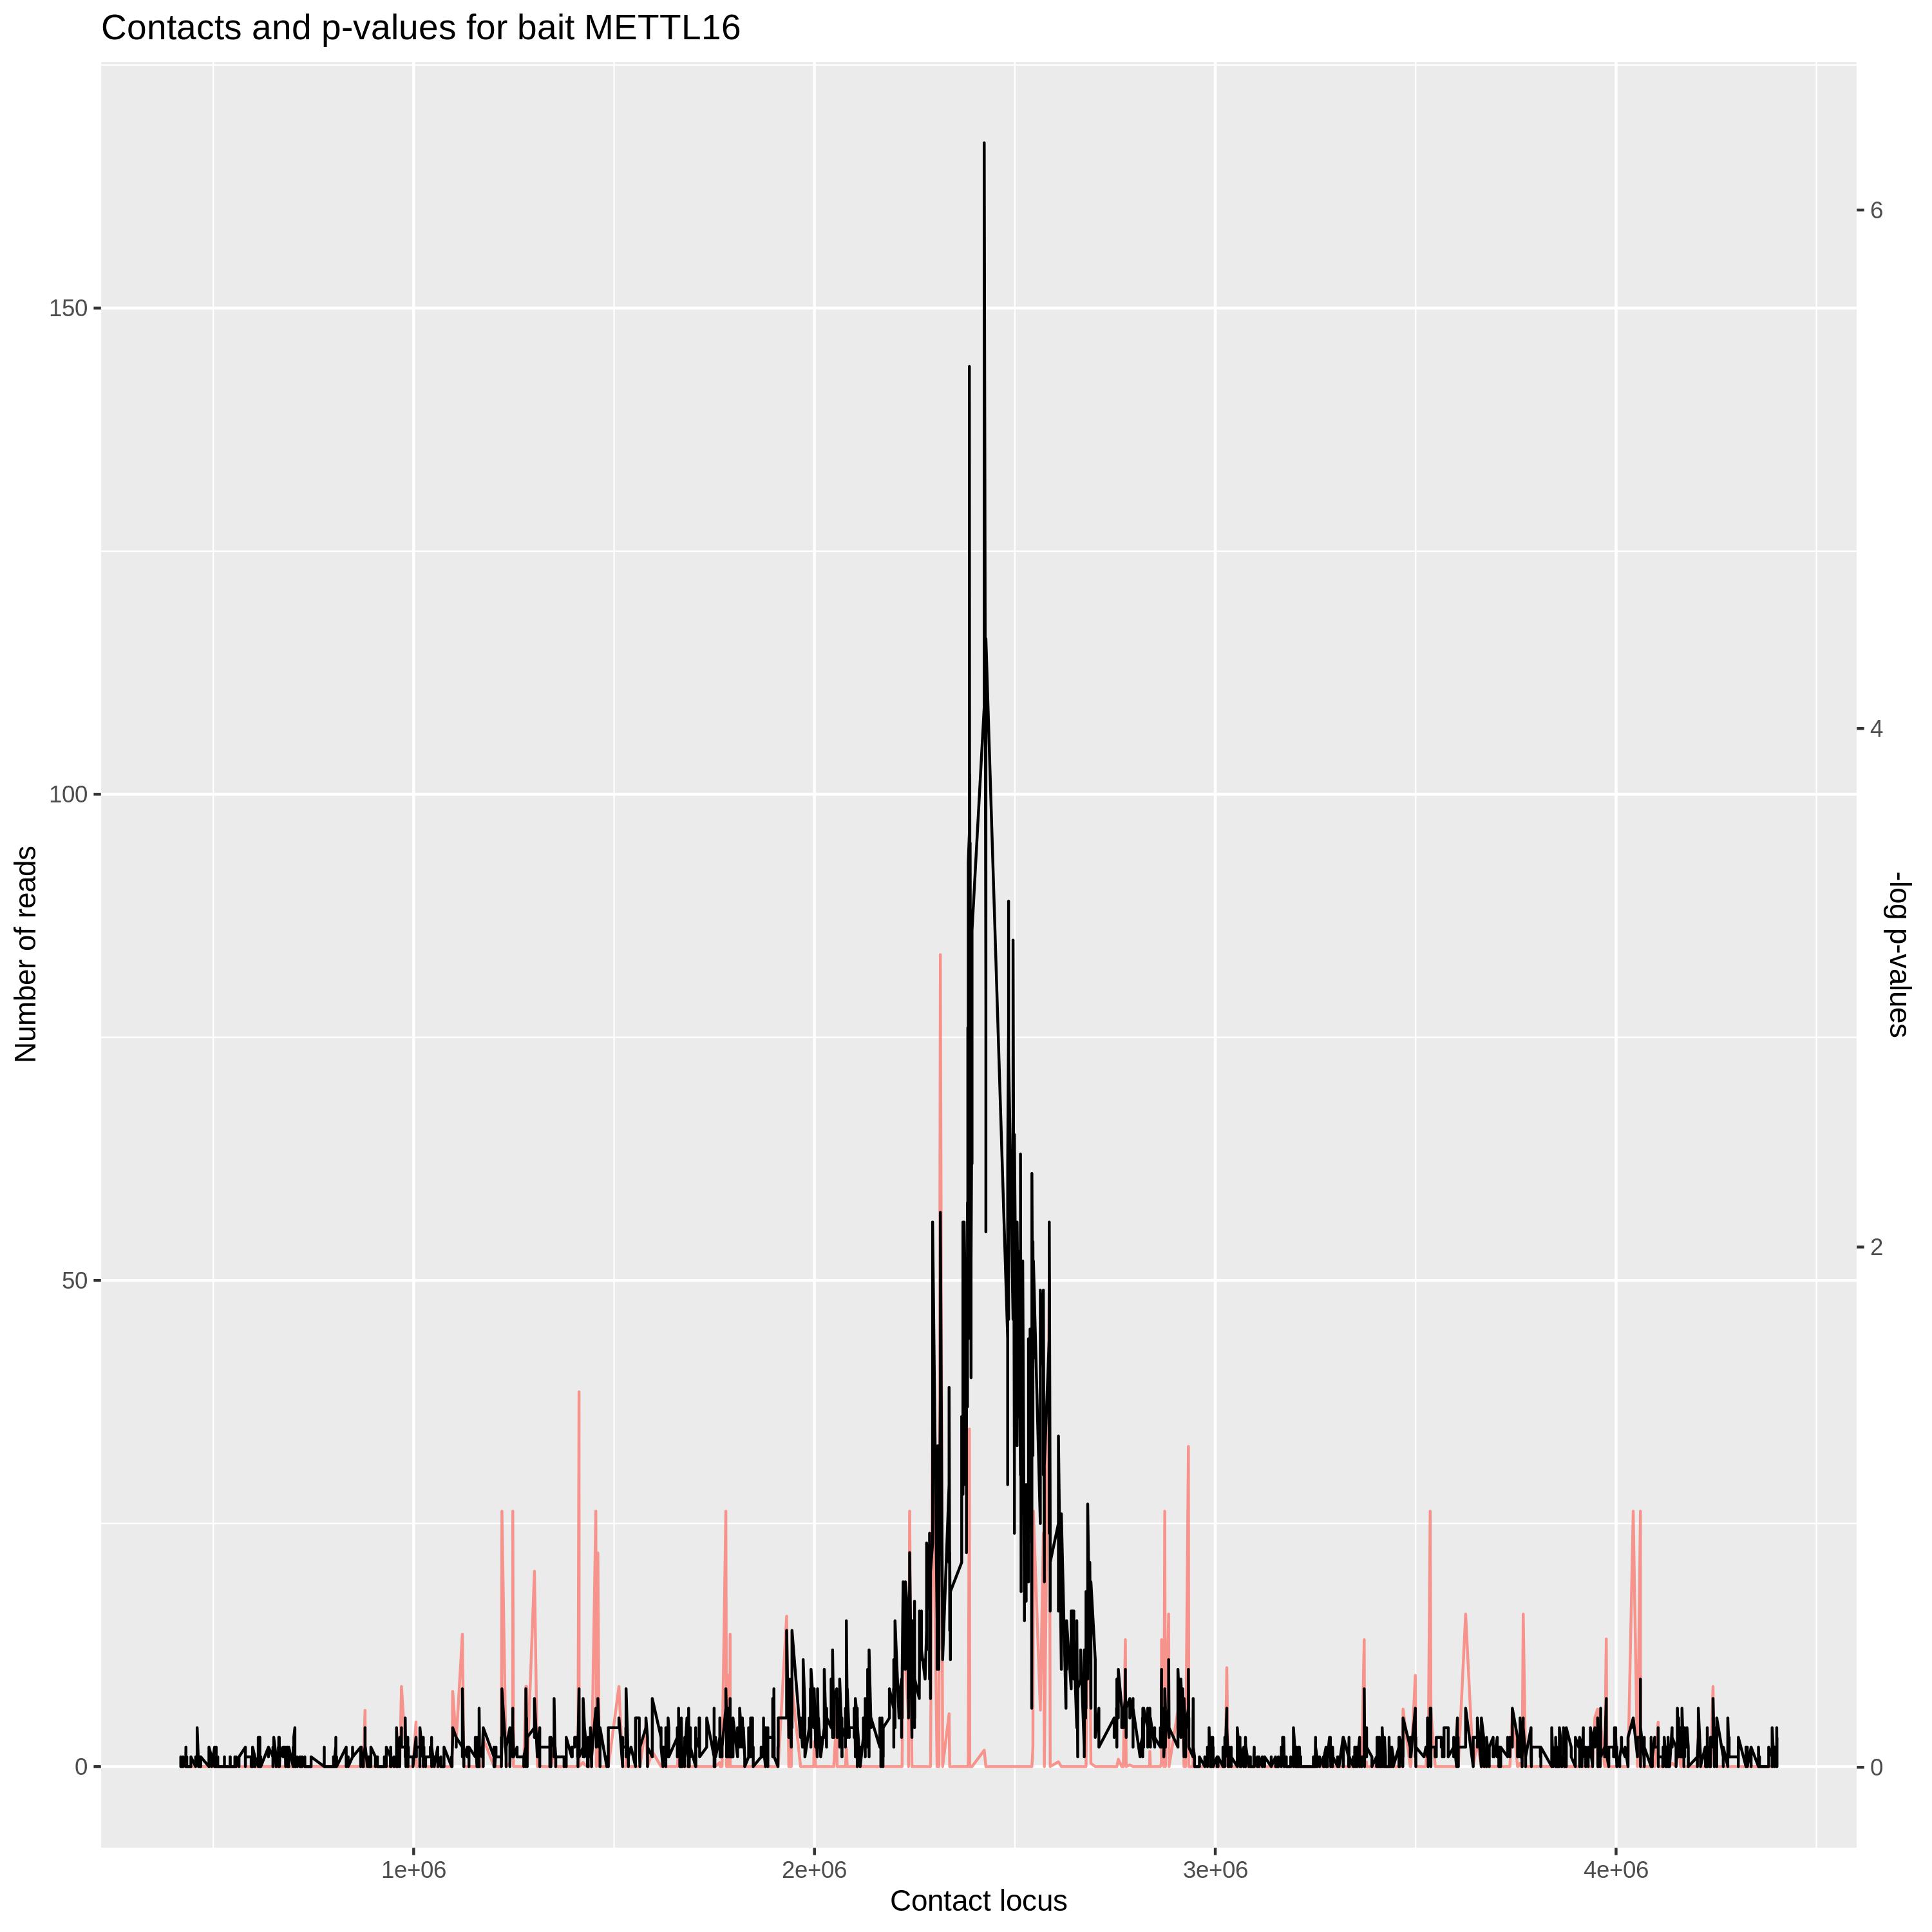 Contacts and p-values for bait METTL16
150
100
50
0
6
4
2
0
Number of reads
-log p-values
1e+06
2e+06
3e+06
4e+06
Contact locus